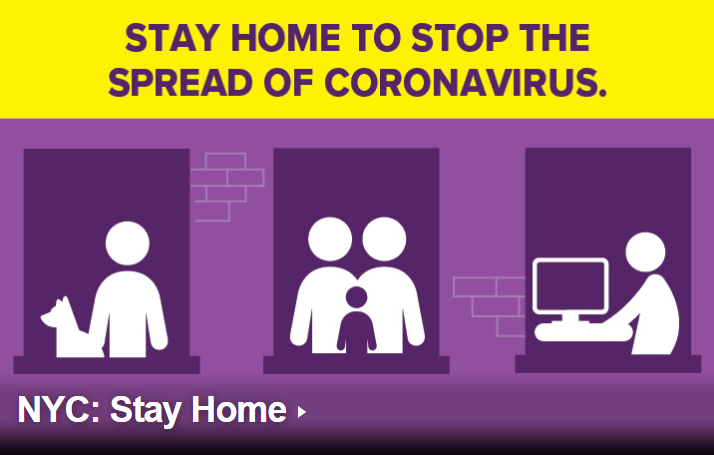 STAY HOME TO STOP THE
SPREAD OF CORONAVIRUS.
NYC: Stay Home